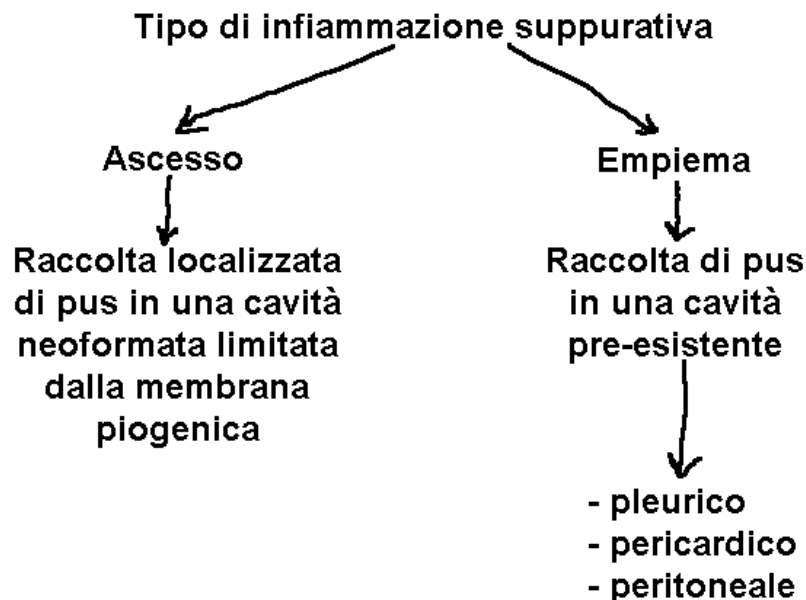 Tipo di infiammazione suppurativa
Ascesso
Raccolta localizzata
di pus in una cavità
neoformata limitata
dalla membrana
piogenica
Empiema
Raccolta di pus
in una cavità
pre-esistente
- pleurico
- pericardico
- peritoneale